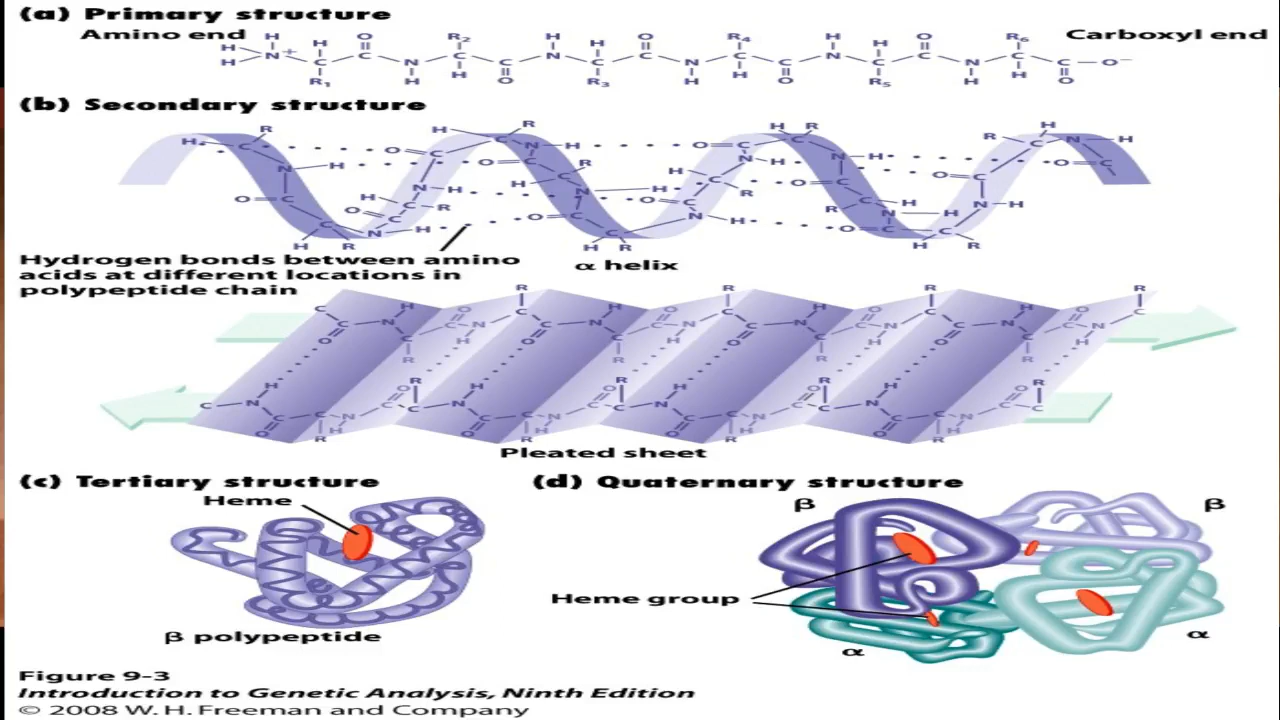 (a) Primary structure
Amino end
Carboxyl end
(b) Secondary structure
Hydrogen bonds between amino
acids at different locations in
polypeptide chain
α helix
Pleated sheet
(c) Tertiary structure
Heme
β polypeptide
(d) Quaternary structure
β
β
Heme group
α
α
Figure 9-3
Introduction to Genetic Analysis, Ninth Edition
© 2008 W. H. Freeman and Company